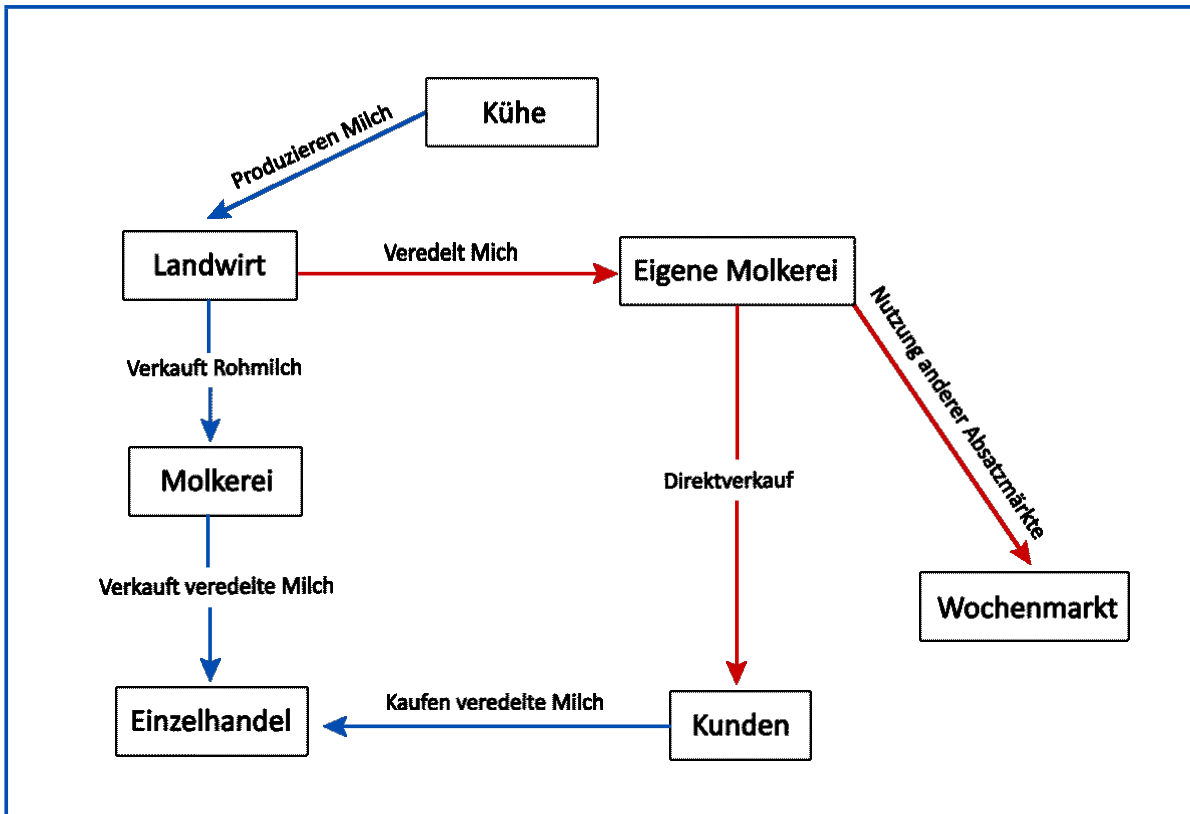 Kühe
Produzieren Milch
Landwirt
Veredelt Mich
Eigene Molkerei
Nutzung anderer Absatzmärkte
Verkauft Rohmilch
Molkerei
Direktverkauf
Verkauft veredelte Milch
Wochenmarkt
Einzelhandel
Kaufen veredelte Milch
Kunden